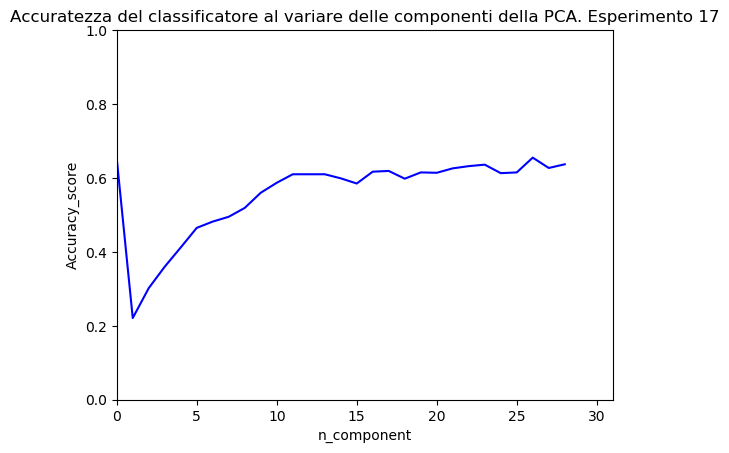 Accuratezza del classificatore al variare delle componenti della PCA. Esperimento 17
1.0
0.8
0.6
0.4
0.2
0.0
Accuracy_score
0 5 10 15 20 25 30
n_component